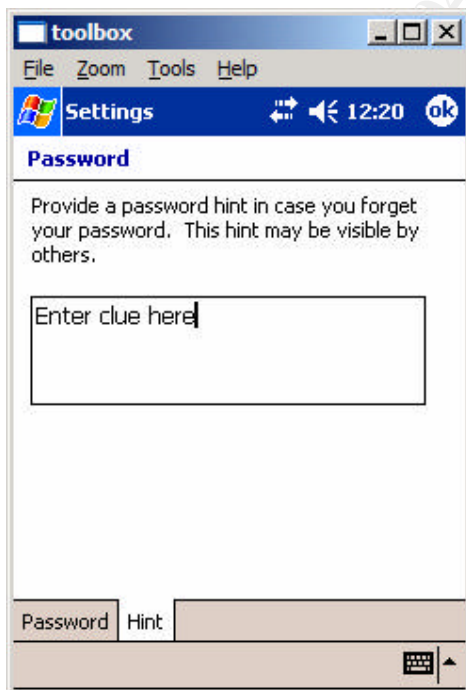 toolbox
File Zoom Tools Help
Settings 12:20 ok
Password
Provide a password hint in case you forget
your password. This hint may be visible by
others.
Enter clue here
Password Hint